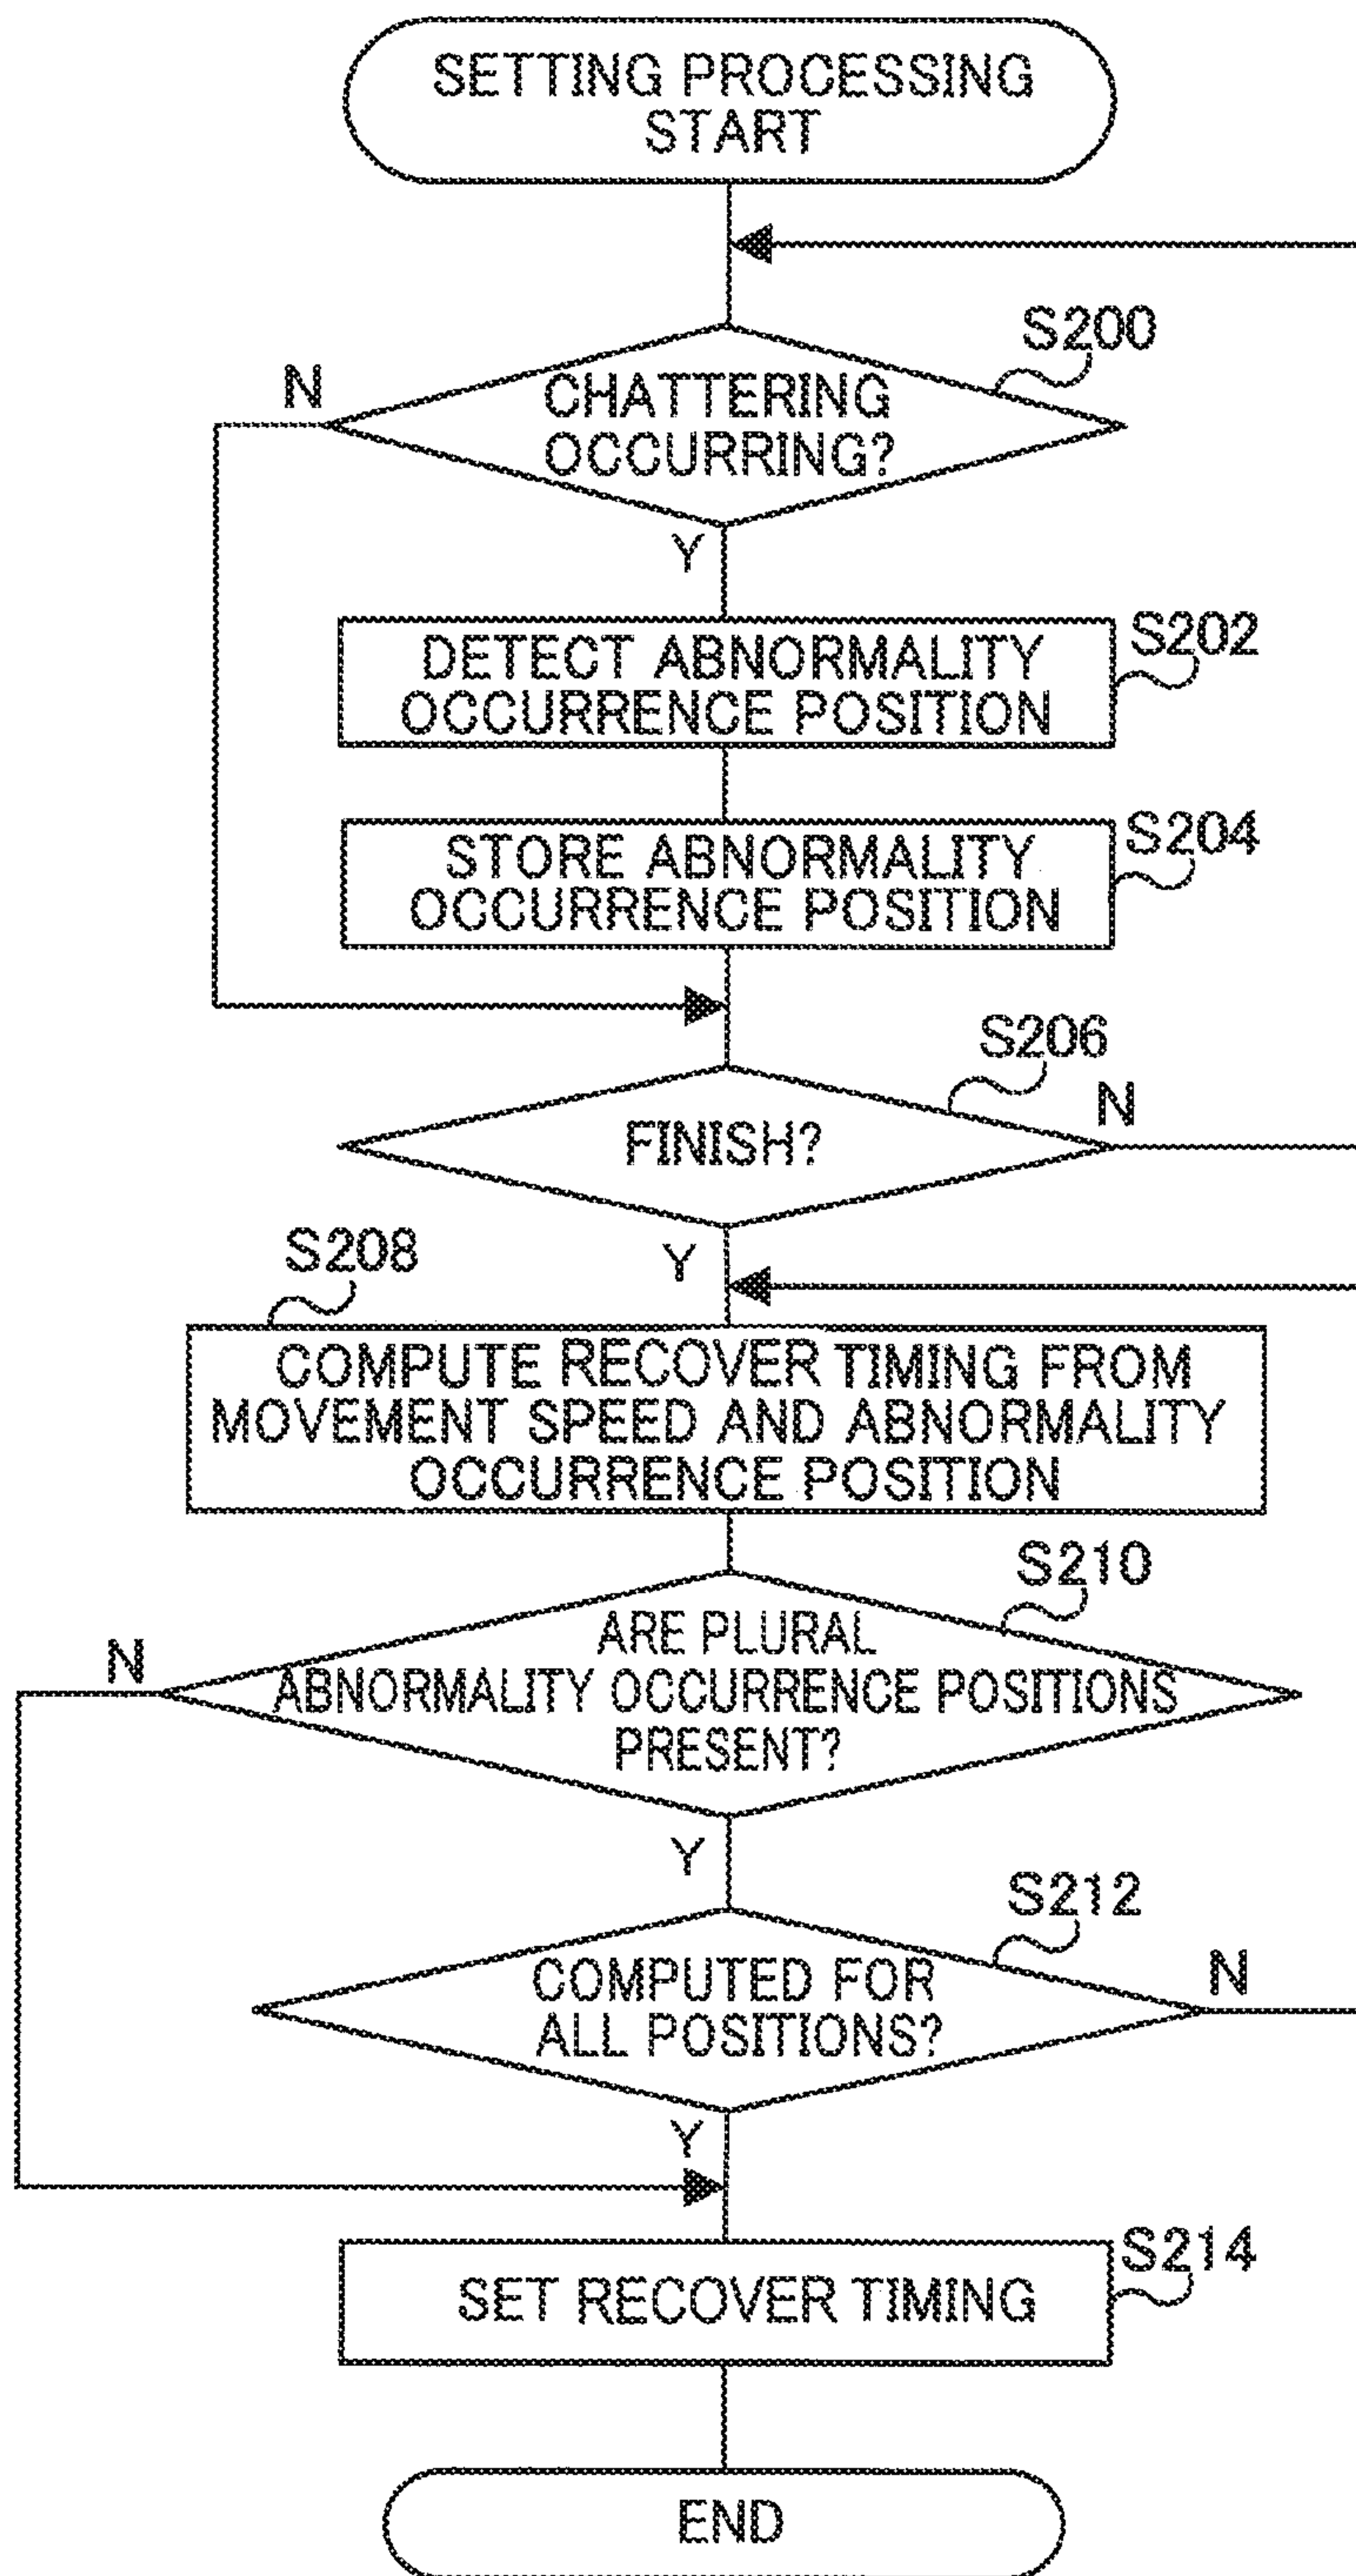 SETTING PROCESSING
START
S200
N
CHATTERING
OCCURRING?
Y
DETECT ABNORMALITY
OCCURRENCE POSITION
S202
STORE ABNORMALITY
OCCURRENCE POSITION
S204
S206
N
FINISH?
Y
S208
COMPUTE RECOVER TIMING FROM
MOVEMENT SPEED AND ABNORMALITY
OCCURRENCE POSITION
S210
N
ARE PLURAL
ABNORMALITY OCCURRENCE POSITIONS
PRESENT?
Y
S212
N
COMPUTED FOR
ALL POSITIONS?
Y
S214
SET RECOVER TIMING
END